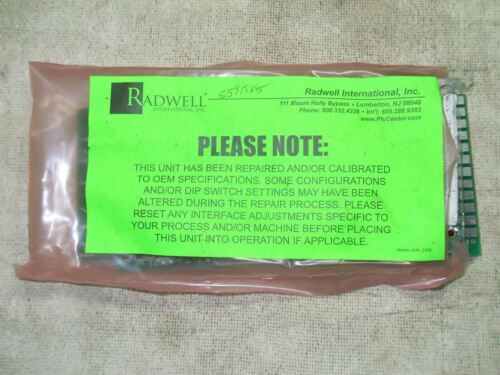 RADWELL
INTERNATIONAL, INC.
Radwell International, Inc.
111 Mount Holly Bypass • Lumberton, NJ 08048
Phone: 800.332.4336 • Int'l: 609.288.9393
www.PlcCenter.com
PLEASE NOTE:
THIS UNIT HAS BEEN REPAIRED AND/OR CALIBRATED
TO OEM SPECIFICATIONS. SOME CONFIGURATIONS
AND/OR DIP SWITCH SETTINGS MAY HAVE BEEN
ALTERED DURING THE REPAIR PROCESS. PLEASE
RESET ANY INTERFACE ADJUSTMENTS SPECIFIC TO
YOUR PROCESS AND/OR MACHINE BEFORE PLACING
THIS UNIT INTO OPERATION IF APPLICABLE.